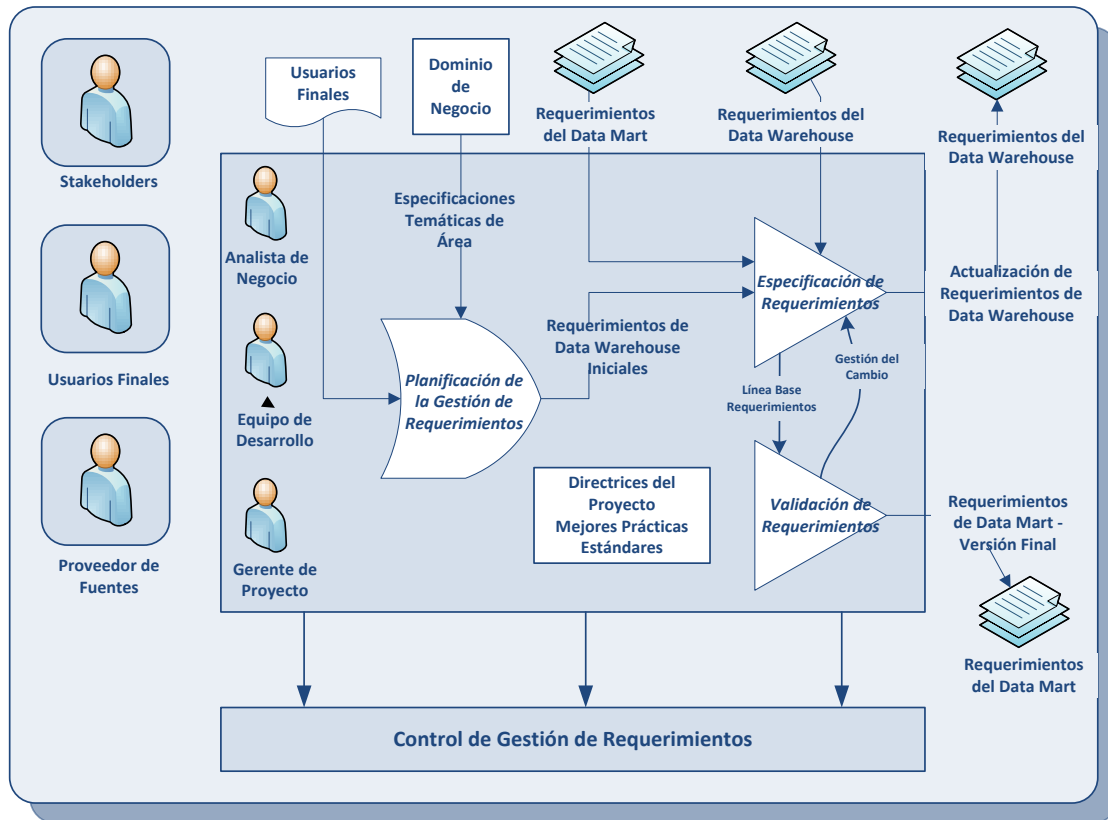 Stakeholders
Usuarios Finales
Proveedor de
Fuentes
Usuarios
Finales
Dominio
de
Negocio
Requerimientos
del Data Mart
Requerimientos del
Data Warehouse
Requerimientos del
Data Warehouse
Analista de
Negocio
Equipo de
Desarrollo
Gerente de
Proyecto
Especificaciones
Temáticas de
Área
Planificación de
la Gestión de
Requerimientos
Requerimientos de
Data Warehouse
Iniciales
Especificación de
Requerimientos
Gestión del
Cambio
Línea Base
Requerimientos
Validación de
Requerimientos
Directrices del
Proyecto
Mejores Prácticas
Estándares
Actualización de
Requerimientos de
Data Warehouse
Requerimientos
de Data Mart -
Versión Final
Requerimientos
del Data Mart
Control de Gestión de Requerimientos